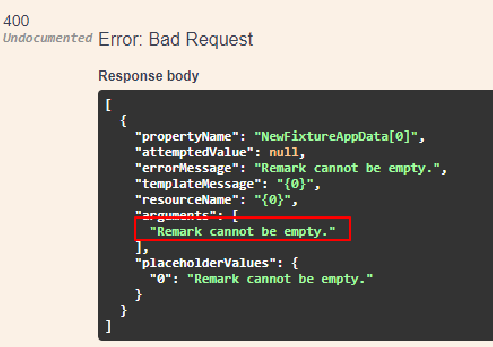 400
Undocumented
Error: Bad Request
Response body
[
{
"propertyName": "NewFixtureAppData[0]",
"attemptedValue": null,
"errorMessage": "Remark cannot be empty.",
"templateMessage": "{0}",
"resourceName": "{0}",
"arguments": [
"Remark cannot be empty."
],
"placeholderValues": {
"0": "Remark cannot be empty."
}
}
]